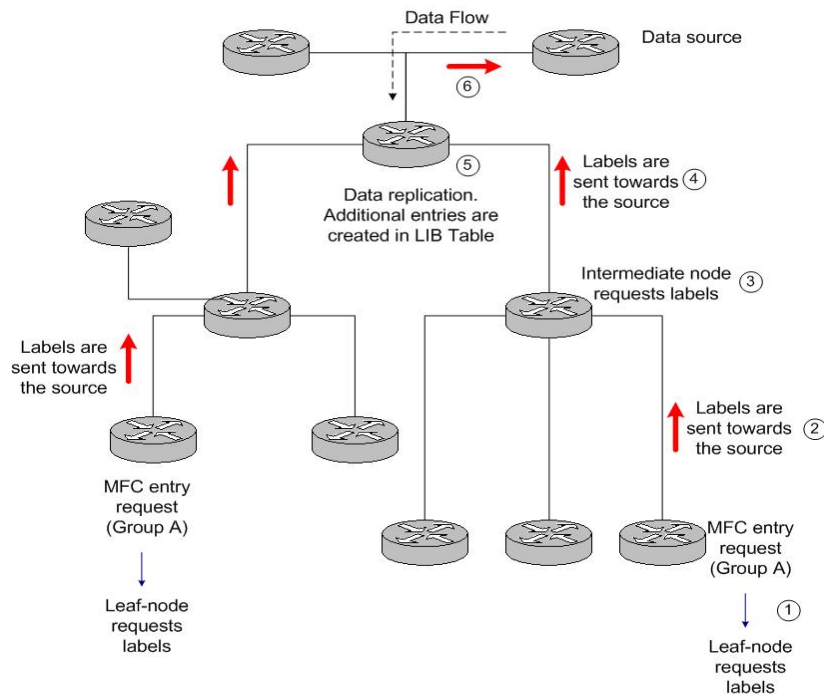 Data Flow
Data source
6
5
Data replication.
Additional entries are
created in LIB Table
Labels are
sent towards
the source
4
Intermediate node
requests labels
3
Labels are
sent towards
the source
Labels are
sent towards
the source
2
MFC entry
request
(Group A)
Leaf-node
requests
labels
MFC entry
request
(Group A)
1
Leaf-node
requests
labels